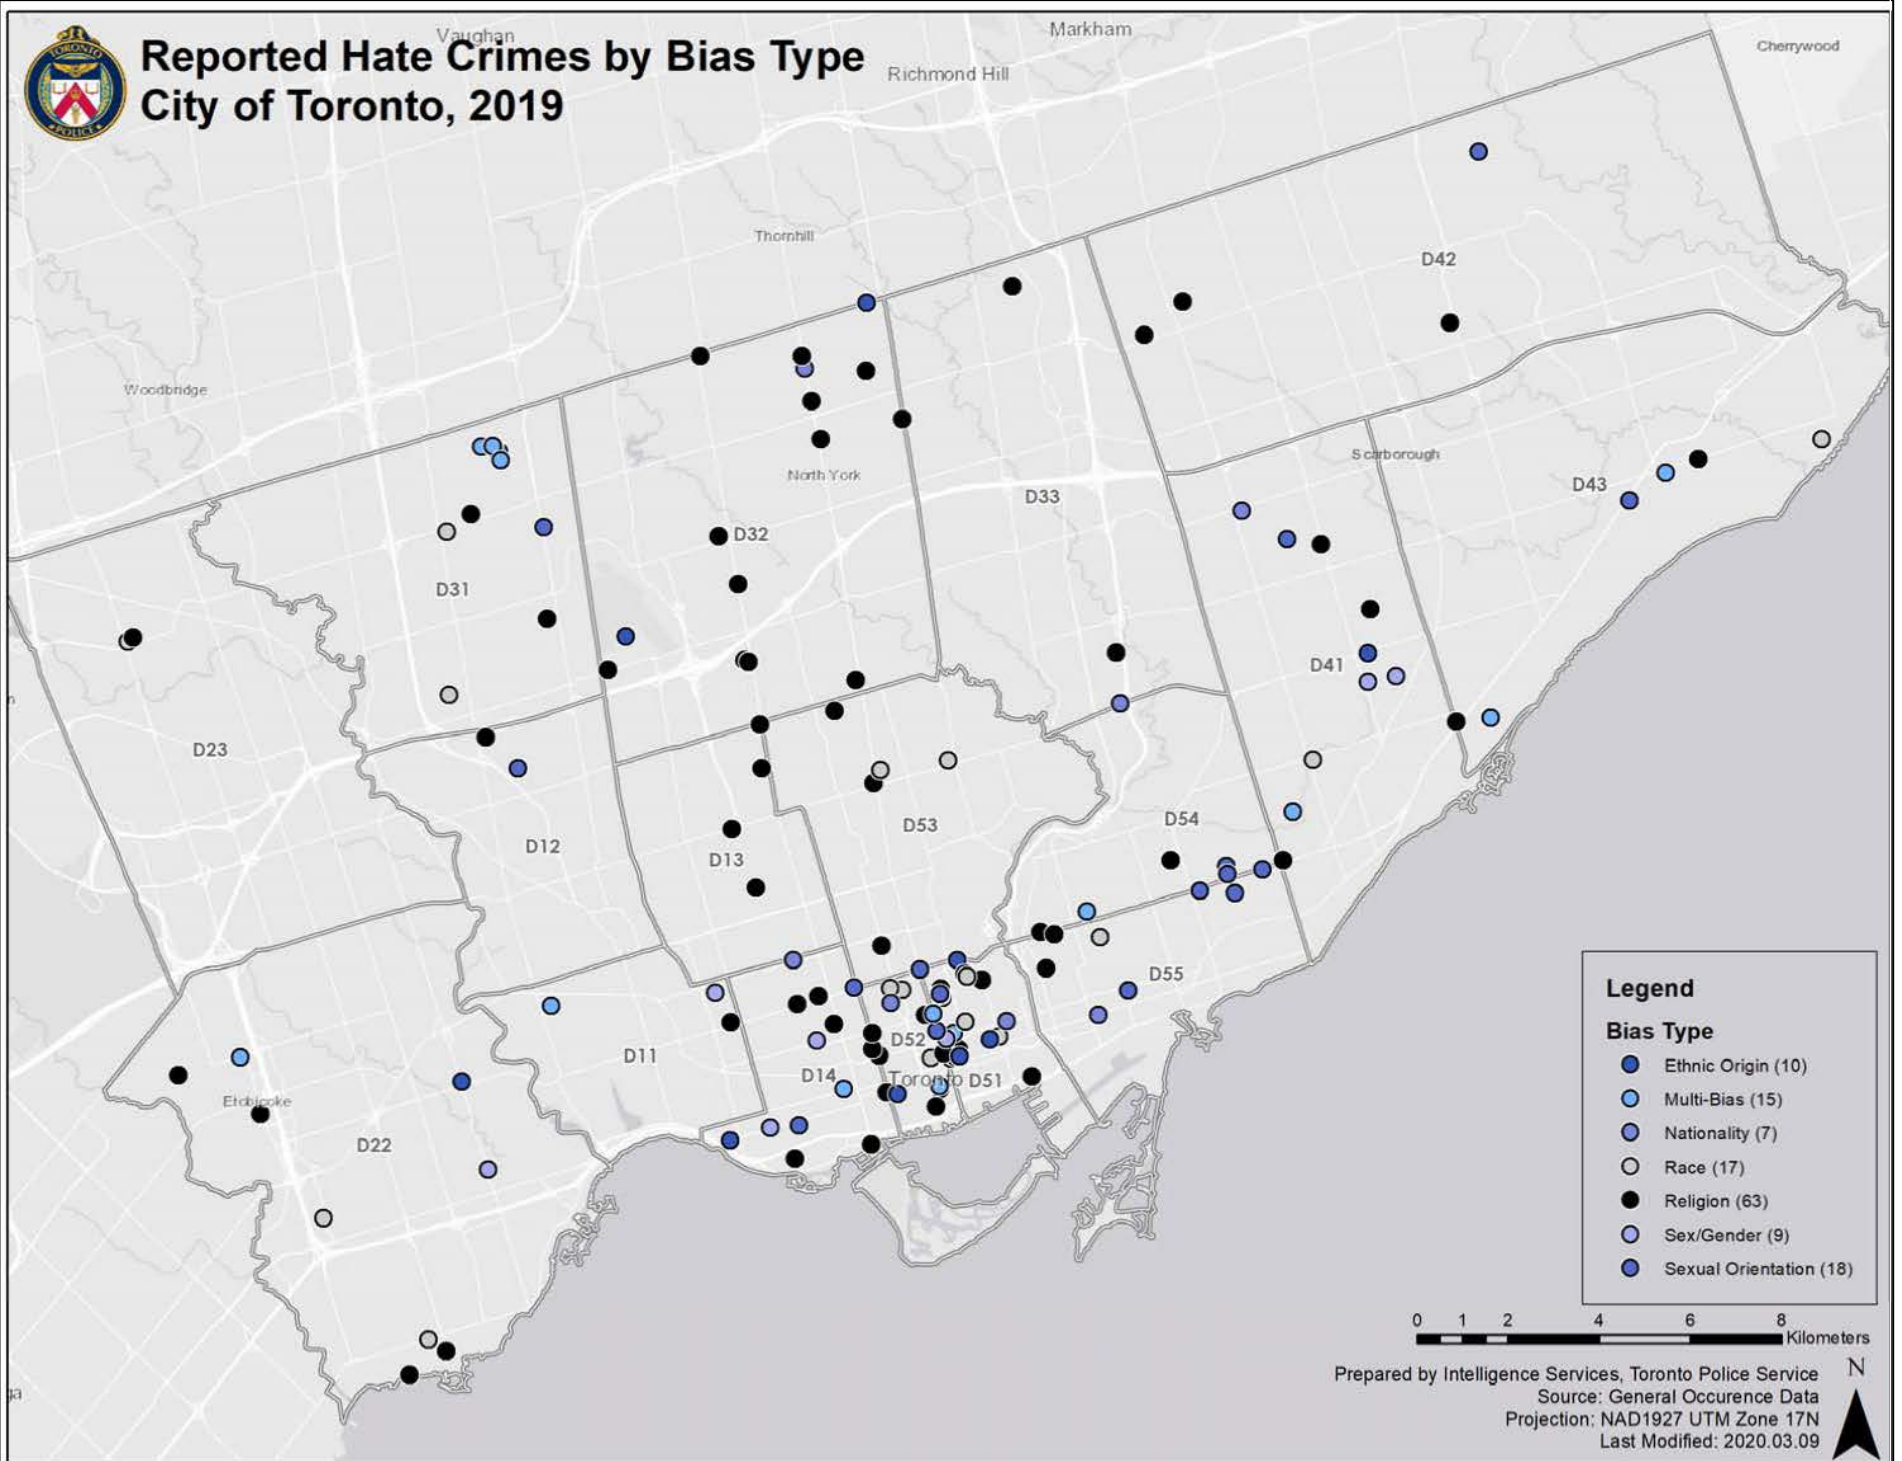 Vaughan
Markham
Cherrywood
Reported Hate Crimes by Bias Type
City of Toronto, 2019
Richmond Hill
TORONTO
POLICE
Thornhill
D42
Woodbridge
Scarborough
North York
D43
D33
D32
D31
D41
D23
D54
D53
D12
D13
D55
D52
D11
D14
Toronto
D51
Etobicoke
D22
Legend
Bias Type
Ethnic Origin (10)
Multi-Bias (15)
Nationality (7)
Race (17)
Religion (63)
Sex/Gender (9)
Sexual Orientation (18)
0 1 2 4 6 8
Kilometers
Prepared by Intelligence Services, Toronto Police Service
N
Source: General Occurence Data
Projection: NAD1927 UTM Zone 17N
Last Modified: 2020.03.09
ga